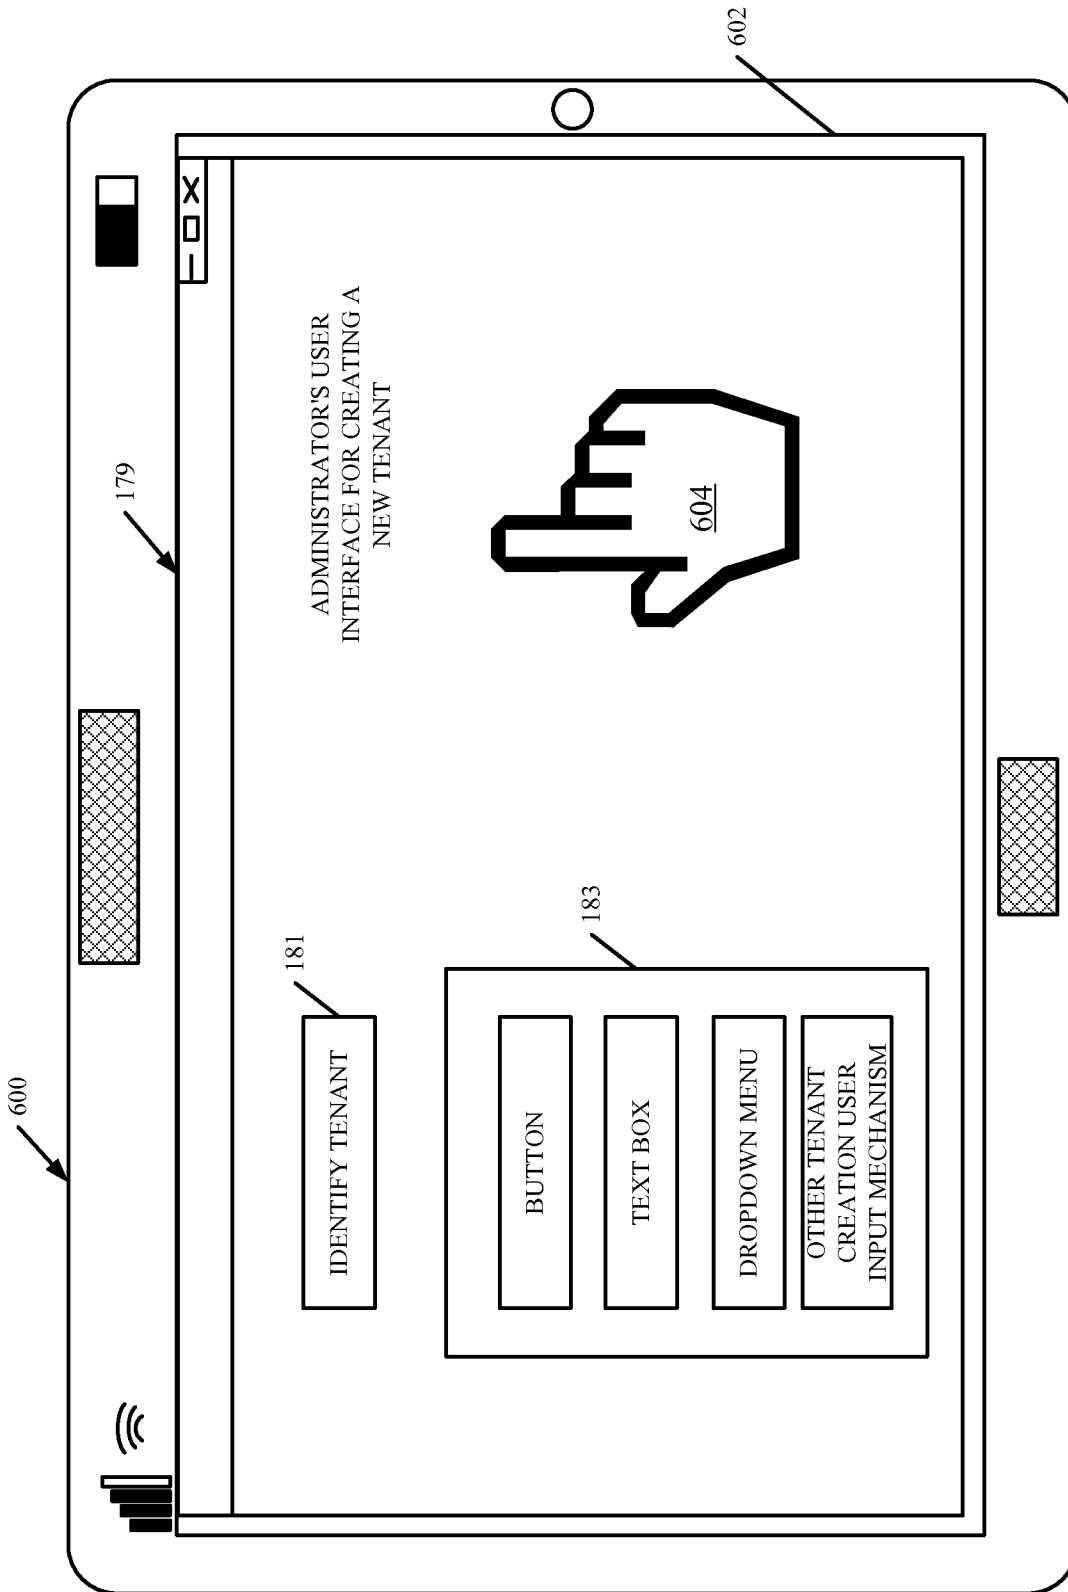 600
179
602
ADMINISTRATOR'S USER
INTERFACE FOR CREATING A
NEW TENANT
IDENTIFY TENANT
181
183
BUTTON
TEXT BOX
DROPDOWN MENU
OTHER TENANT
CREATION USER
INPUT MECHANISM
604